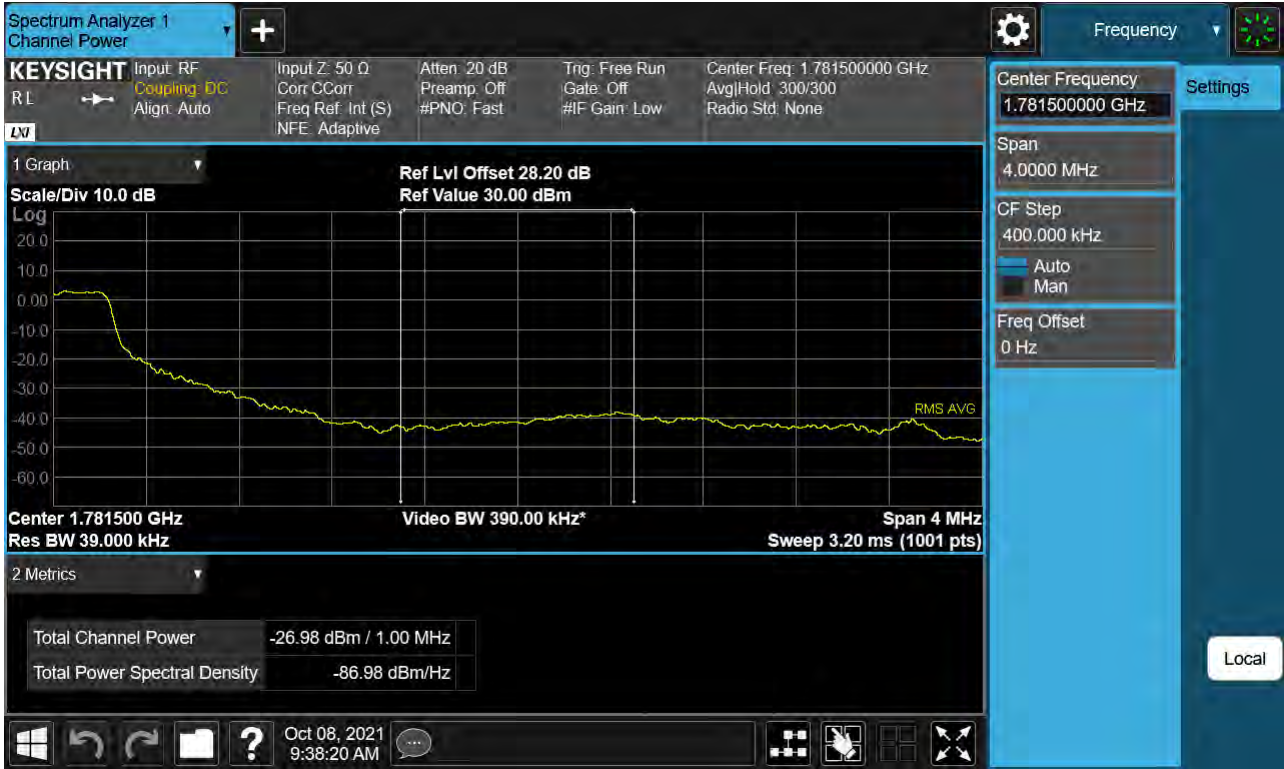 Spectrum Analyzer 1
Channel Power
Frequency
KEYSIGHT
RL
LXI
Input: RF
Coupling: DC
Align: Auto
Input Z: 50 Ω
Corr CCorr
Freq Ref: Int (S)
NFE: Adaptive
Atten: 20 dB
Preamp: Off
#PNO: Fast
Trig: Free Run
Gate: Off
#IF Gain: Low
Center Freq: 1.781500000 GHz
Avg|Hold: 300/300
Radio Std: None
1 Graph
Scale/Div 10.0 dB
Ref Lvl Offset 28.20 dB
Ref Value 30.00 dBm
Log
20.0
10.0
0.00
-10.0
-20.0
-30.0
-40.0
-50.0
-60.0
RMS AVG
Center 1.781500 GHz
Video BW 390.00 kHz*
Span 4 MHz
Res BW 39.000 kHz
Sweep 3.20 ms (1001 pts)
2 Metrics
Total Channel Power
-26.98 dBm / 1.00 MHz
Total Power Spectral Density
-86.98 dBm/Hz
Oct 08, 2021
9:38:20 AM
Center Frequency
1.781500000 GHz
Span
4.0000 MHz
CF Step
400.000 kHz
Auto
Man
Freq Offset
0 Hz
Settings
Local